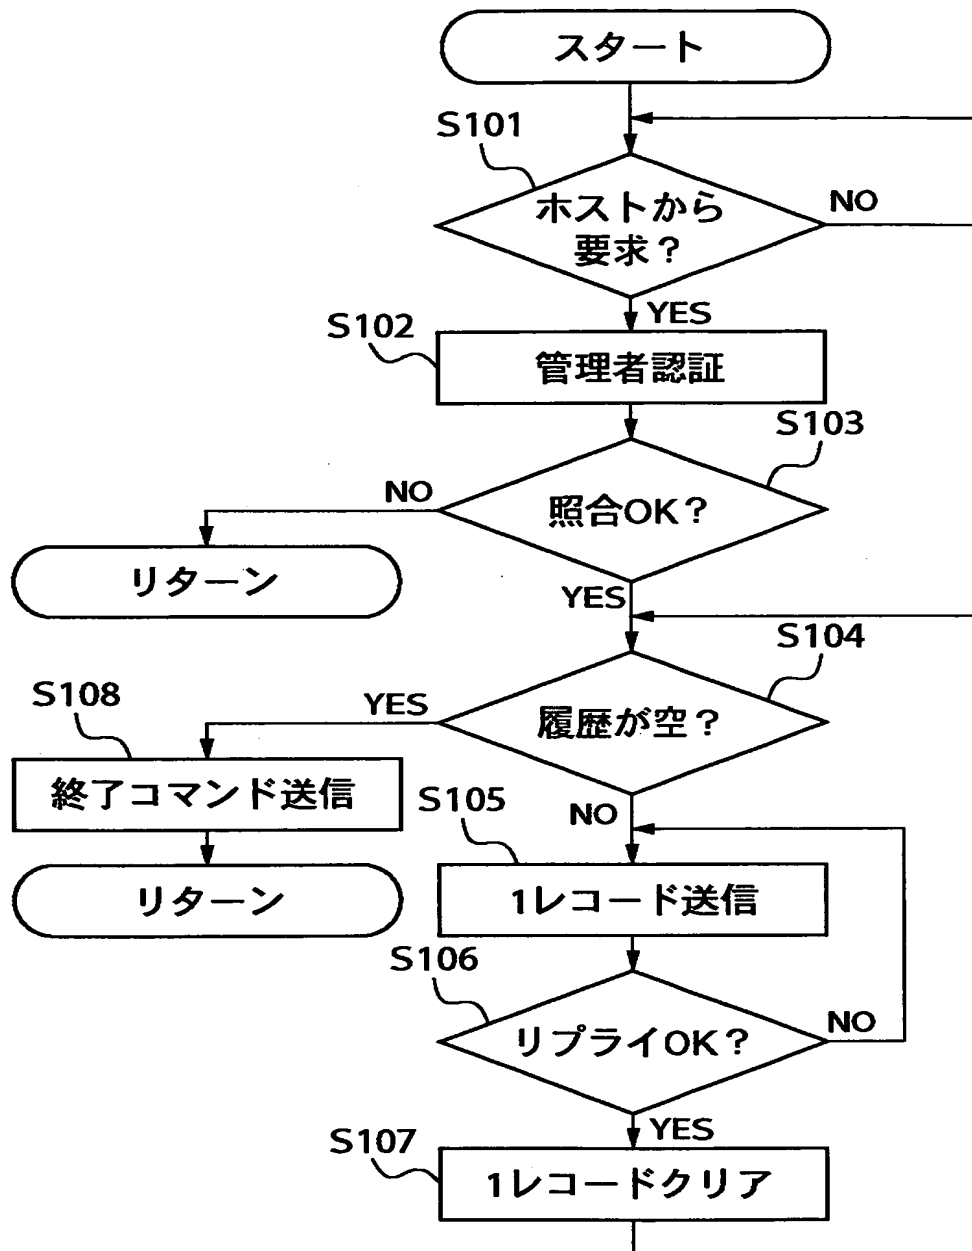 スタート
S101
ホストから
要求？
NO
YES
S102
管理者認証
S103
照合OK？
NO
リターン
YES
S104
履歴が空？
YES
S108
終了コマンド送信
リターン
NO
S105
1レコード送信
S106
リプライOK？
NO
YES
S107
1レコードクリア